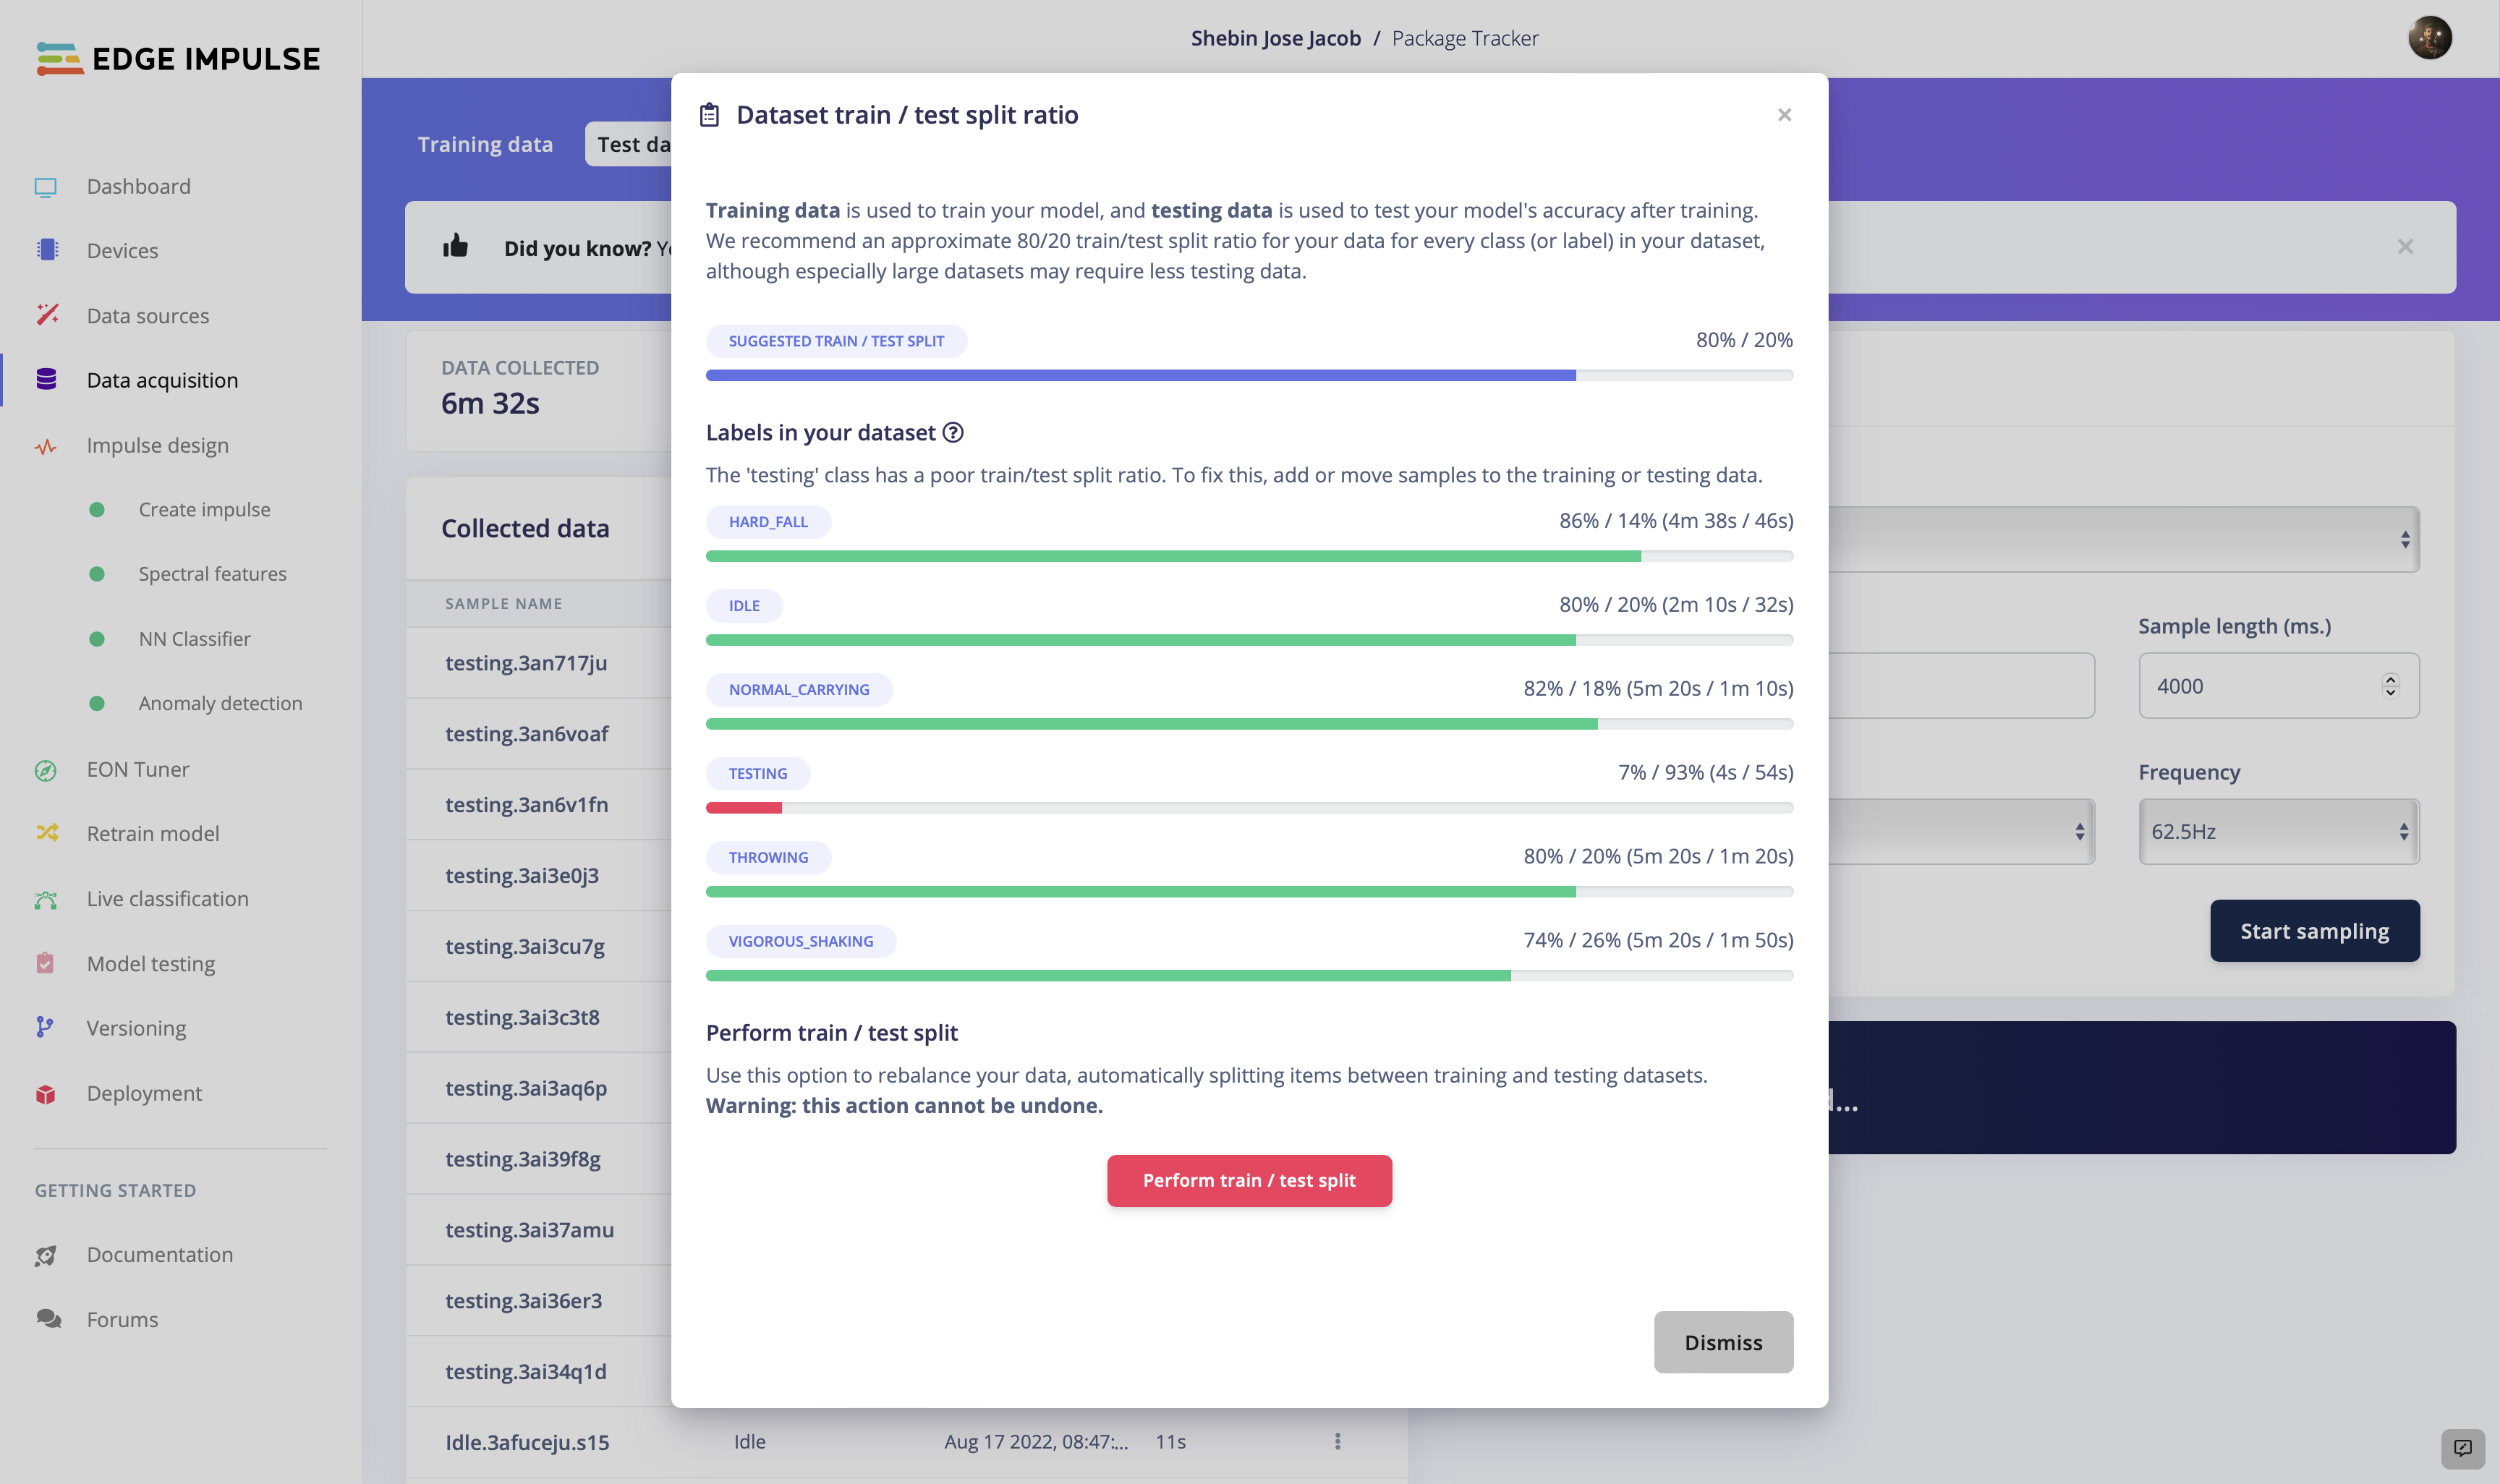 EDGE IMPULSE
Shebin Jose Jacob / Package Tracker
Dashboard
Devices
Data sources
Data acquisition
Impulse design
Create impulse
Spectral features
NN Classifier
Anomaly detection
EON Tuner
Retrain model
Live classification
Model testing
Versioning
Deployment
GETTING STARTED
Documentation
Forums
Training data
Test da
Did you know?
DATA COLLECTED
6m 32s
Collected data
SAMPLE NAME
testing.3an717ju
testing.3an6voaf
testing.3an6v1fn
testing.3ai3e0j3
testing.3ai3cu7g
testing.3ai3c3t8
testing.3ai3aq6p
testing.3ai39f8g
testing.3ai37amu
testing.3ai36er3
testing.3ai34q1d
Idle.3afuceju.s15 Idle Aug 17 2022, 08:47:... 11s
Dataset train / test split ratio
Training data is used to train your model, and testing data is used to test your model's accuracy after training.
We recommend an approximate 80/20 train/test split ratio for your data for every class (or label) in your dataset,
although especially large datasets may require less testing data.
SUGGESTED TRAIN / TEST SPLIT 80% / 20%
Labels in your dataset
The 'testing' class has a poor train/test split ratio. To fix this, add or move samples to the training or testing data.
HARD_FALL 86% / 14% (4m 38s / 46s)
IDLE 80% / 20% (2m 10s / 32s)
NORMAL_CARRYING 82% / 18% (5m 20s / 1m 10s)
TESTING 7% / 93% (4s / 54s)
THROWING 80% / 20% (5m 20s / 1m 20s)
VIGOROUS_SHAKING 74% / 26% (5m 20s / 1m 50s)
Perform train / test split
Use this option to rebalance your data, automatically splitting items between training and testing datasets.
Warning: this action cannot be undone.
Perform train / test split
Dismiss
Sample length (ms.)
4000
Frequency
62.5Hz
Start sampling